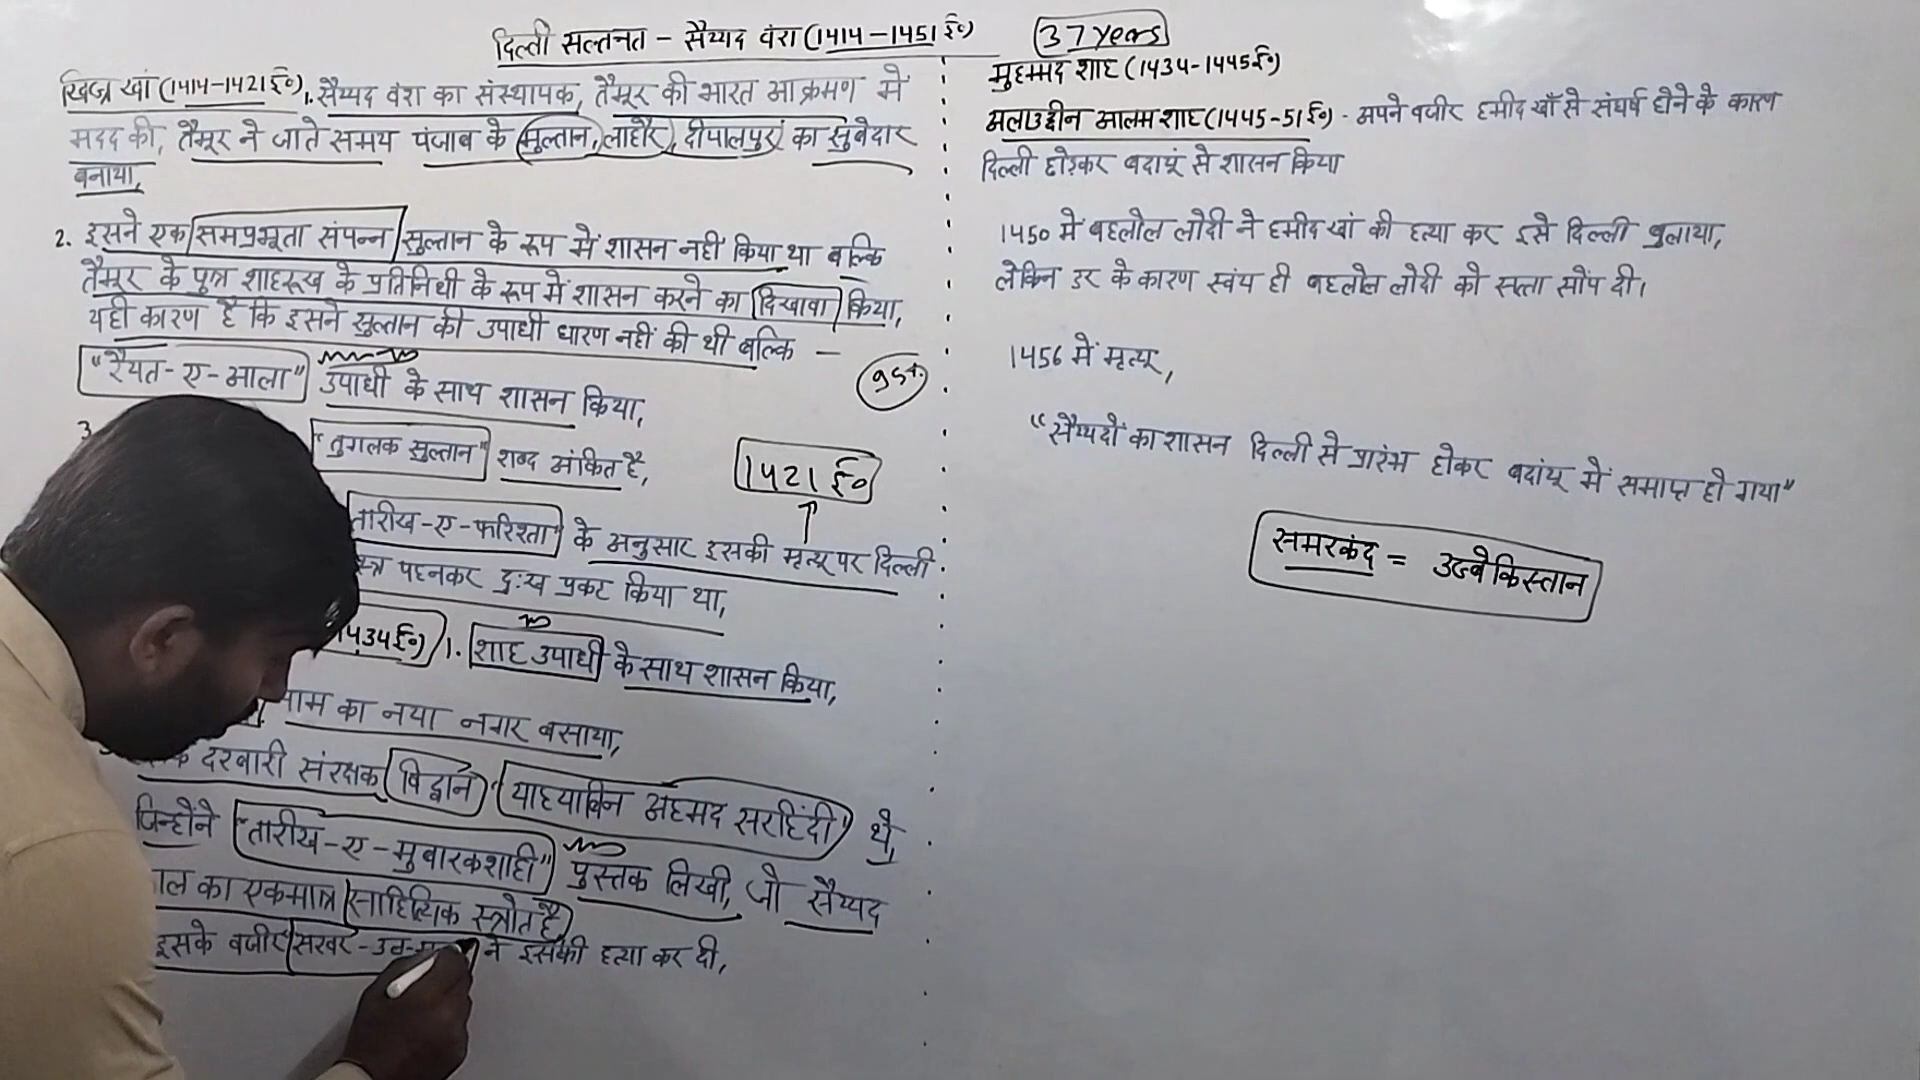 दिल्ली सल्तनत - सैय्यद वंश (1414-1451 ई०)
37 Years
खिज्र खां (1414-1421 ई०) 1. सैय्यद वंश का संस्थापक, तैमूर की भारत आक्रमण में
मदद की, तैमूर ने जाते समय पंजाब के मुल्तान, लाहौर, दीपालपुर का सुबेदार
बनाया,
2. इसने एक समप्रभूता संपन्न सुल्तान के रूप में शासन नहीं किया था बल्कि
तैमूर के पुत्र शाहरूख के प्रतिनिधी के रूप में शासन करने का दिखावा किया,
यही कारण है कि इसने सुल्तान की उपाधी धारण नहीं की थी बल्कि -
"रैयत-ए-आला" उपाधी के साथ शासन किया,
3
"तुगलक सुल्तान" शब्द अंकित है,
1421 ई०
तारीख-ए-फरिश्ता" के अनुसार इसकी मृत्यू पर दिल्ली
पहनकर दुःख प्रकट किया था,
1434 ई०) 1. शाह उपाधी के साथ शासन किया,
नाम का नया नगर बसाया,
दरबारी संरक्षक विद्वान "याहयाबिन अहमद सरहिंदी" थे,
जिन्होंने "तारीख-ए-मुबारकशाही" पुस्तक लिखी, जो सैय्यद
काल का एकमात्र साहित्यिक स्त्रोत है,
इसके वजीर ने इसकी हत्या कर दी,
मुहम्मद शाह (1434-1445 ई०)
अलाउद्दीन आलम शाह (1445-51 ई०) - अपने वजीर हमीद खाँ से संघर्ष होने के कारण
दिल्ली छोड़कर बदायूं से शासन किया
1450 में बहलोल लोदी ने हमीद खां की हत्या कर इसे दिल्ली बुलाया,
लेकिन डर के कारण स्वंय ही बहलोल लोदी को सत्ता सोंप दी।
1456 में मृत्यू,
"सैय्यदों का शासन दिल्ली से प्रारंभ होकर बदांयू में समाप्त हो गया"
समरकंद = उज्बेकिस्तान